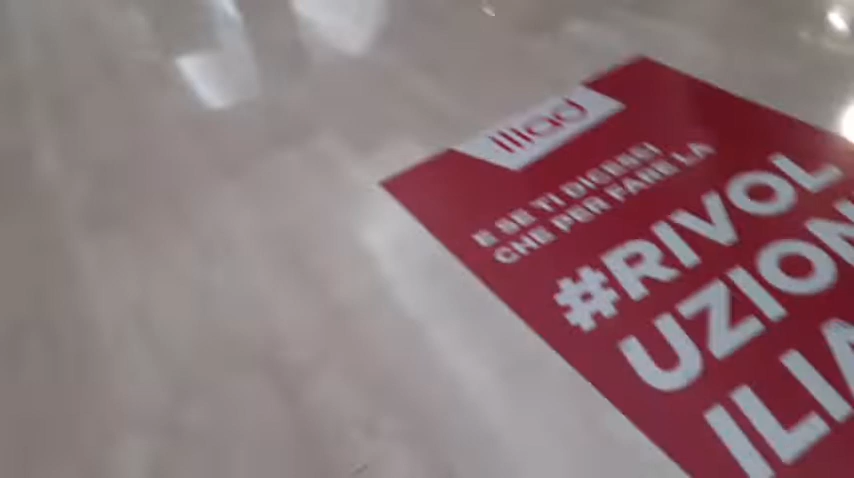 iliad
E SE TI DICESSI
CHE PER FARE LA
#RIVOL
UZION
ILIA